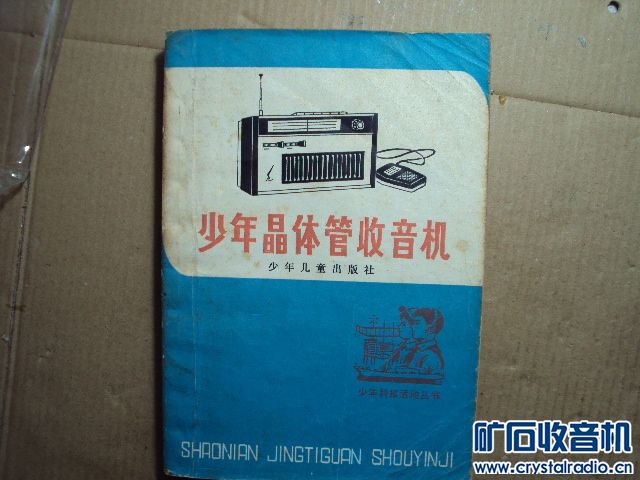 少年晶体管收音机
少年儿童出版社
少年科技活动丛书
SHAONIAN JINGTIGUAN SHOUYINJI
矿石收音机
www.crystalradio.cn